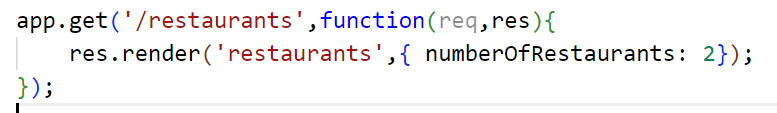 app.get('/restaurants',function(req,res){
    res.render('restaurants',{ numberOfRestaurants: 2});
});